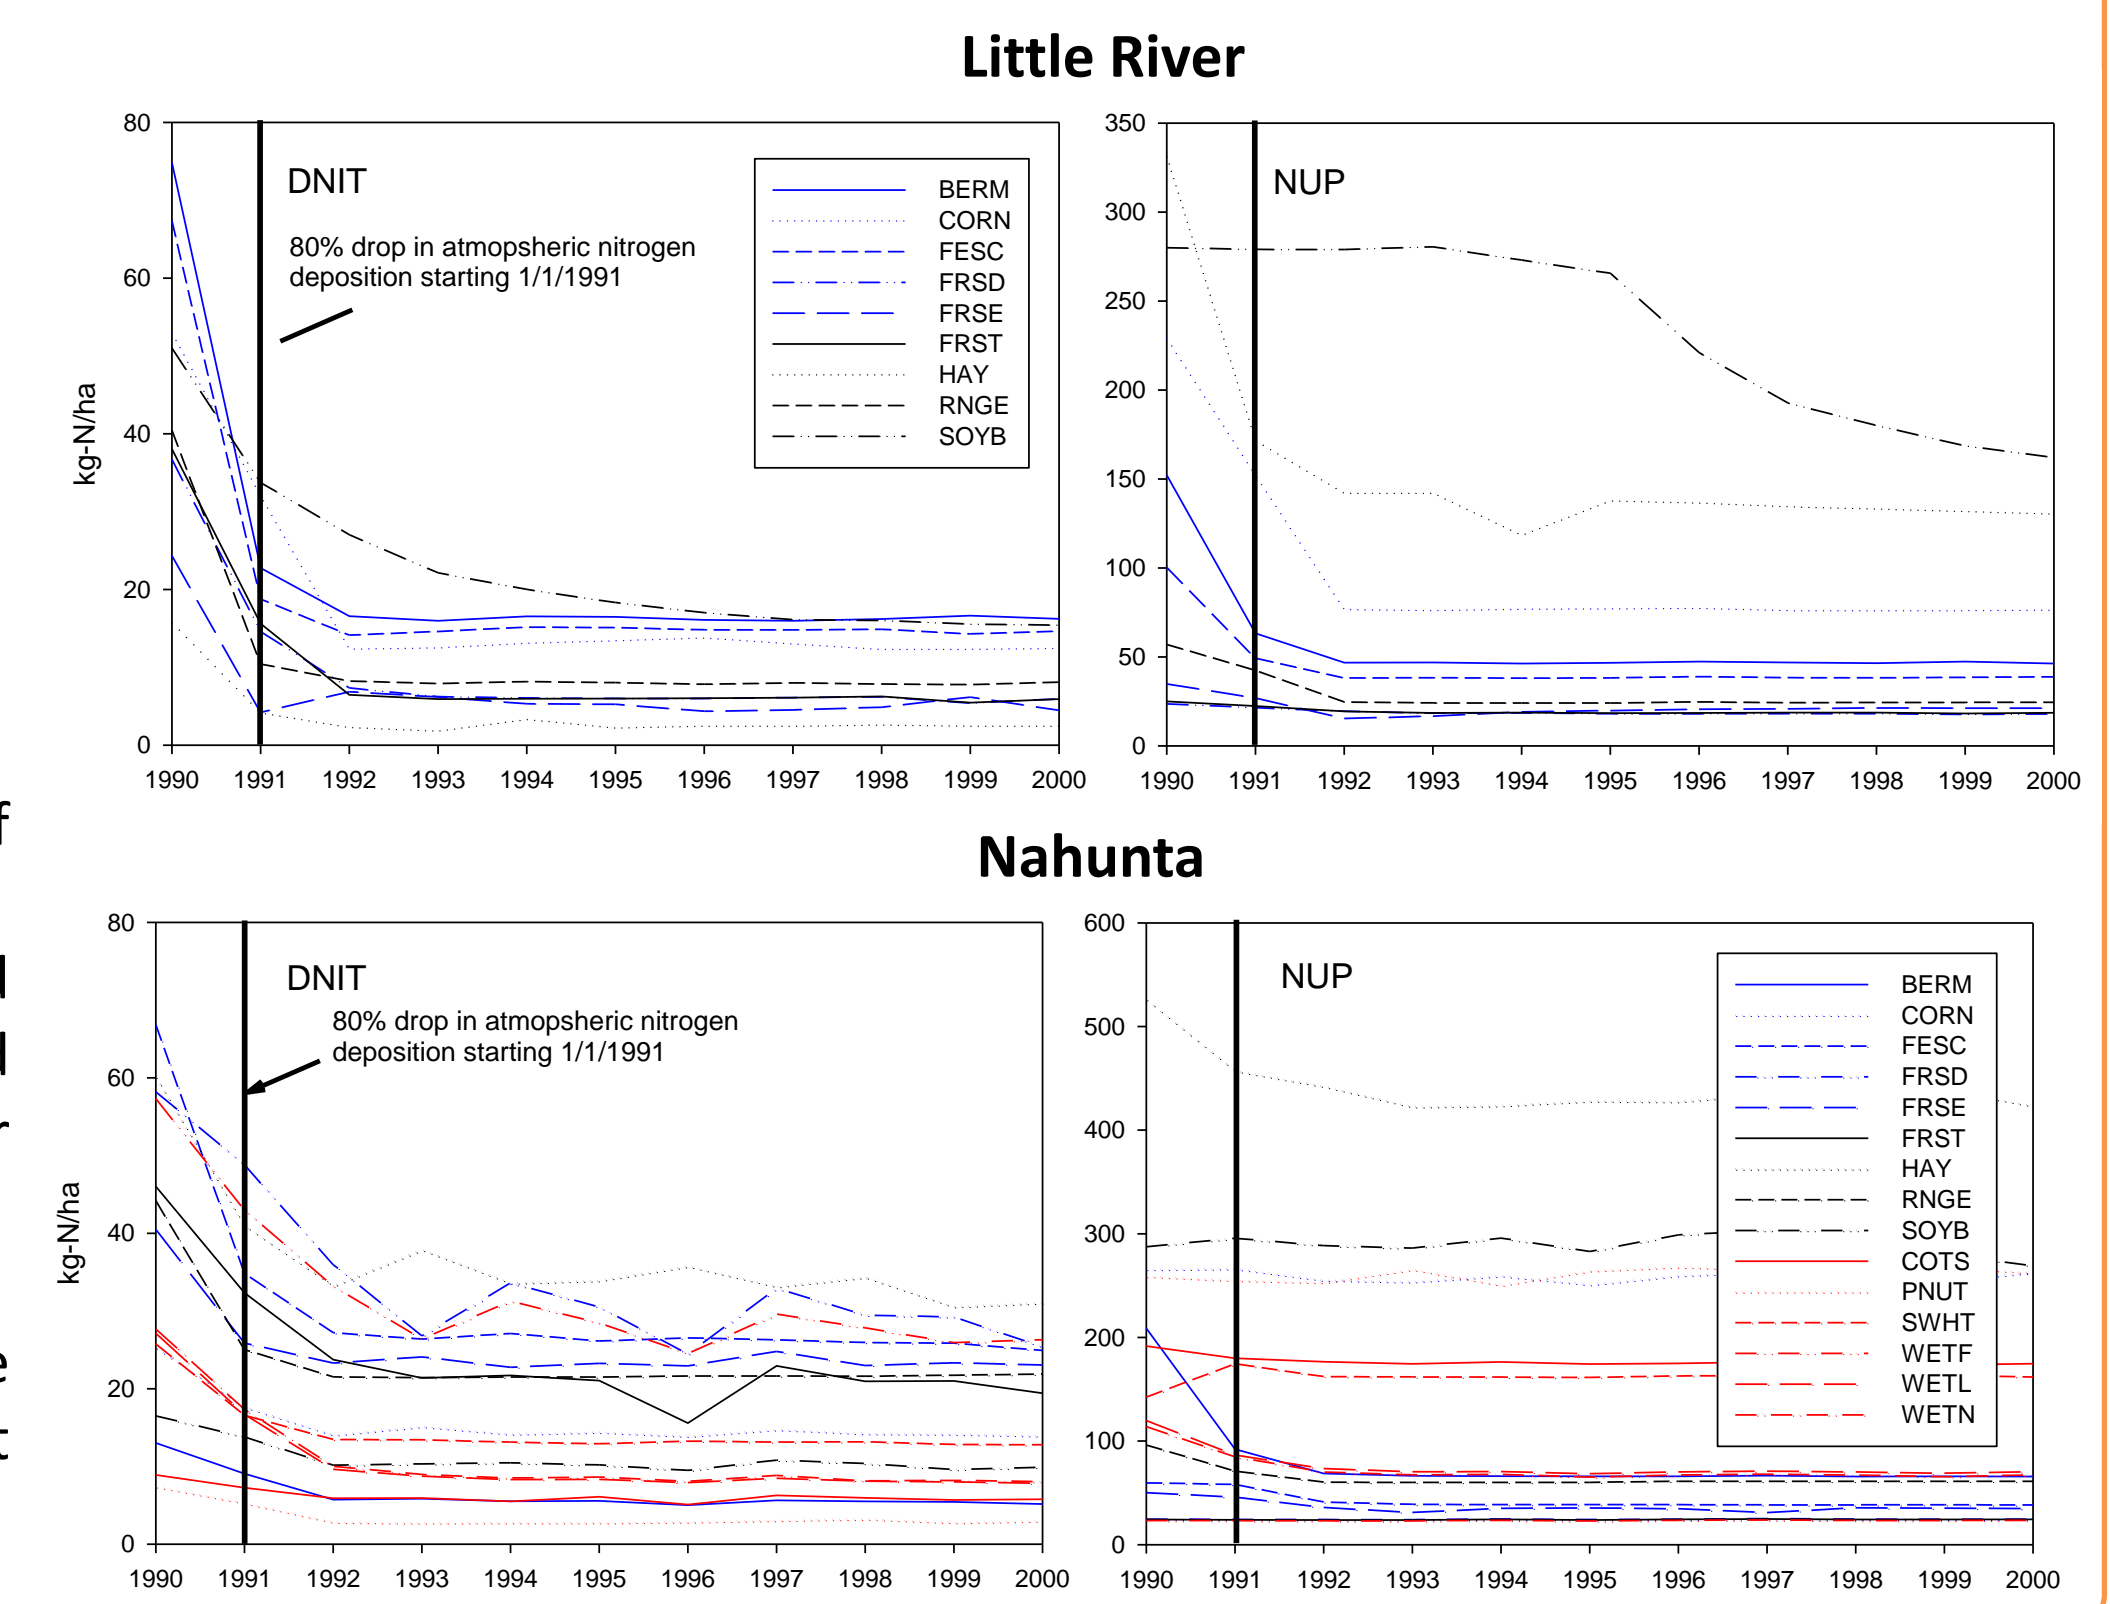 Little River
80
60
40
20
0
kg-N/ha
DNIT
80% drop in atmopsheric nitrogen
deposition starting 1/1/1991
BERM
CORN
FESC
FRSD
FRSE
FRST
HAY
RNGE
SOYB
1990 1991 1992 1993 1994 1995 1996 1997 1998 1999 2000
350
300
250
200
150
100
50
0
NUP
1990 1991 1992 1993 1994 1995 1996 1997 1998 1999 2000
Nahunta
80
60
40
20
0
kg-N/ha
DNIT
80% drop in atmopsheric nitrogen
deposition starting 1/1/1991
1990 1991 1992 1993 1994 1995 1996 1997 1998 1999 2000
600
500
400
300
200
100
0
NUP
BERM
CORN
FESC
FRSD
FRSE
FRST
HAY
RNGE
SOYB
COTS
PNUT
SWHT
WETF
WETL
WETN
1990 1991 1992 1993 1994 1995 1996 1997 1998 1999 2000